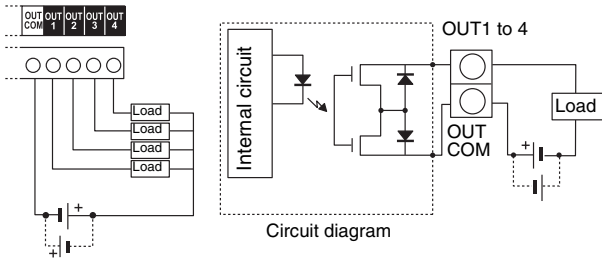 OUT COM
OUT 1
OUT 2
OUT 3
OUT 4
Load
Load
Load
Load
+
+
Internal circuit
OUT1 to 4
OUT
COM
Load
+
+
Circuit diagram